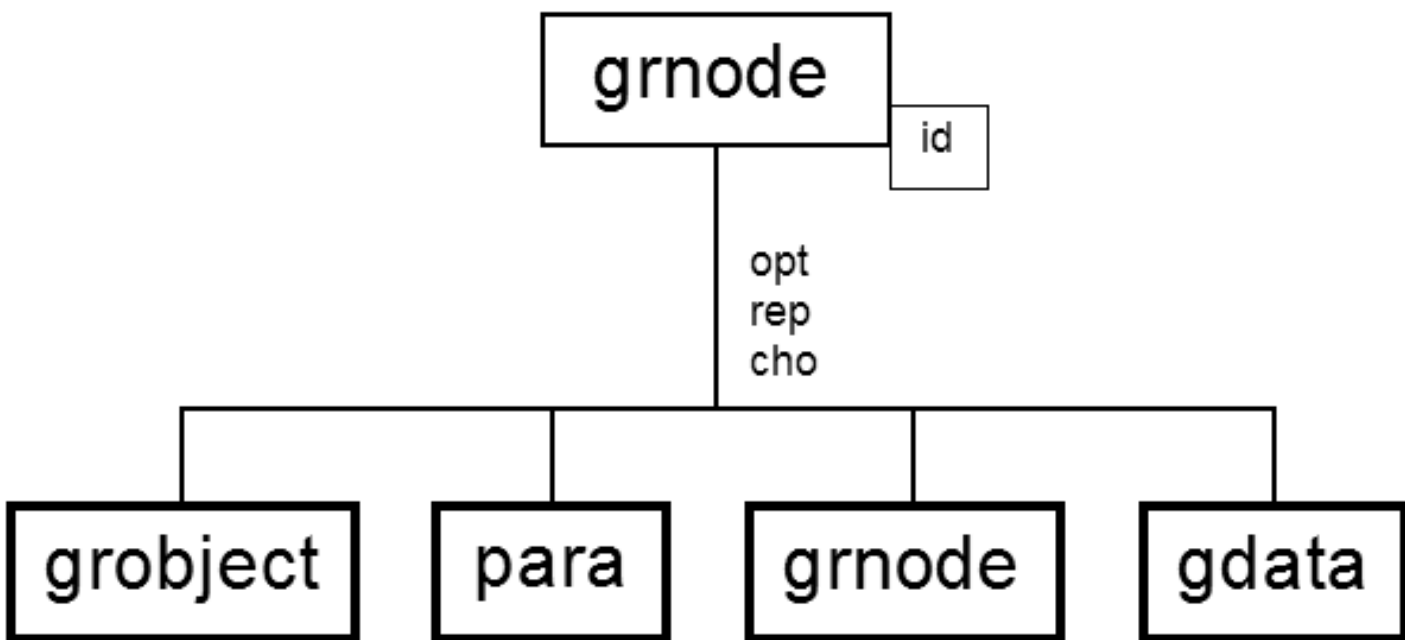 grnode
id
opt
rep
cho
grobject
para
grnode
gdata